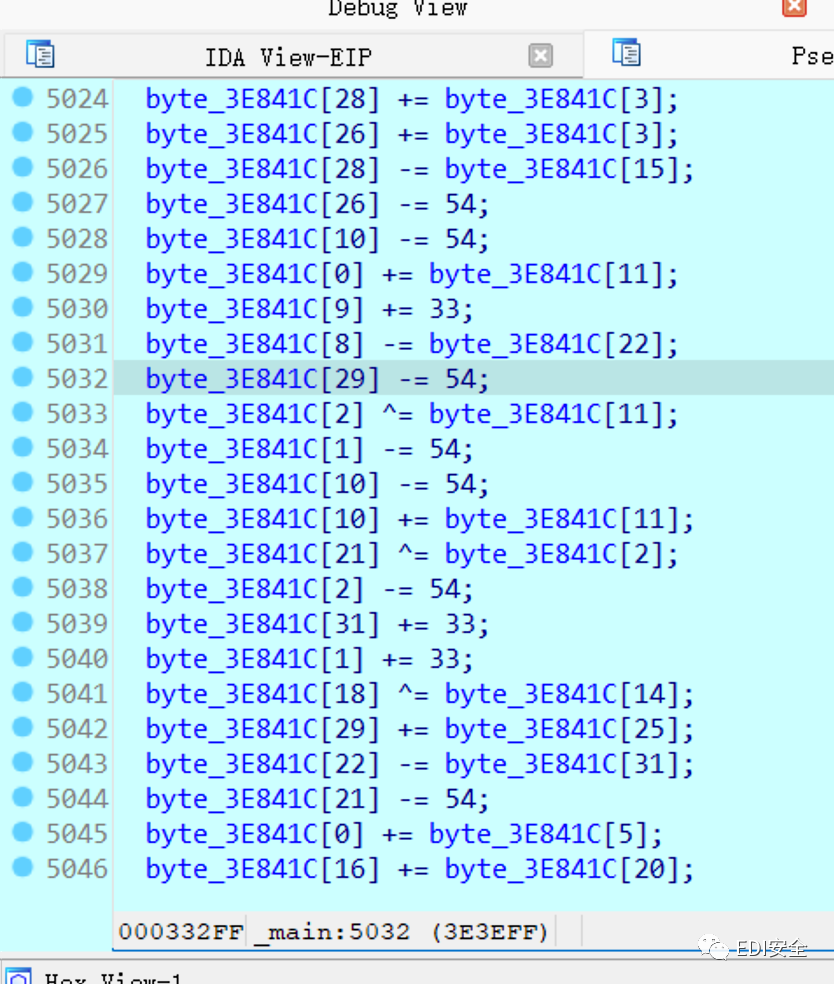 Debug View
IDA View-EIP Pse
5024 byte_3E841C[28] += byte_3E841C[3];
5025 byte_3E841C[26] += byte_3E841C[3];
5026 byte_3E841C[28] -= byte_3E841C[15];
5027 byte_3E841C[26] -= 54;
5028 byte_3E841C[10] -= 54;
5029 byte_3E841C[0] += byte_3E841C[11];
5030 byte_3E841C[9] += 33;
5031 byte_3E841C[8] -= byte_3E841C[22];
5032 byte_3E841C[29] -= 54;
5033 byte_3E841C[2] ^= byte_3E841C[11];
5034 byte_3E841C[1] -= 54;
5035 byte_3E841C[10] -= 54;
5036 byte_3E841C[10] += byte_3E841C[11];
5037 byte_3E841C[21] ^= byte_3E841C[2];
5038 byte_3E841C[2] -= 54;
5039 byte_3E841C[31] += 33;
5040 byte_3E841C[1] += 33;
5041 byte_3E841C[18] ^= byte_3E841C[14];
5042 byte_3E841C[29] += byte_3E841C[25];
5043 byte_3E841C[22] -= byte_3E841C[31];
5044 byte_3E841C[21] -= 54;
5045 byte_3E841C[0] += byte_3E841C[5];
5046 byte_3E841C[16] += byte_3E841C[20];
000332FF _main:5032 (3E3EFF)
EDI安全
Hex View-1